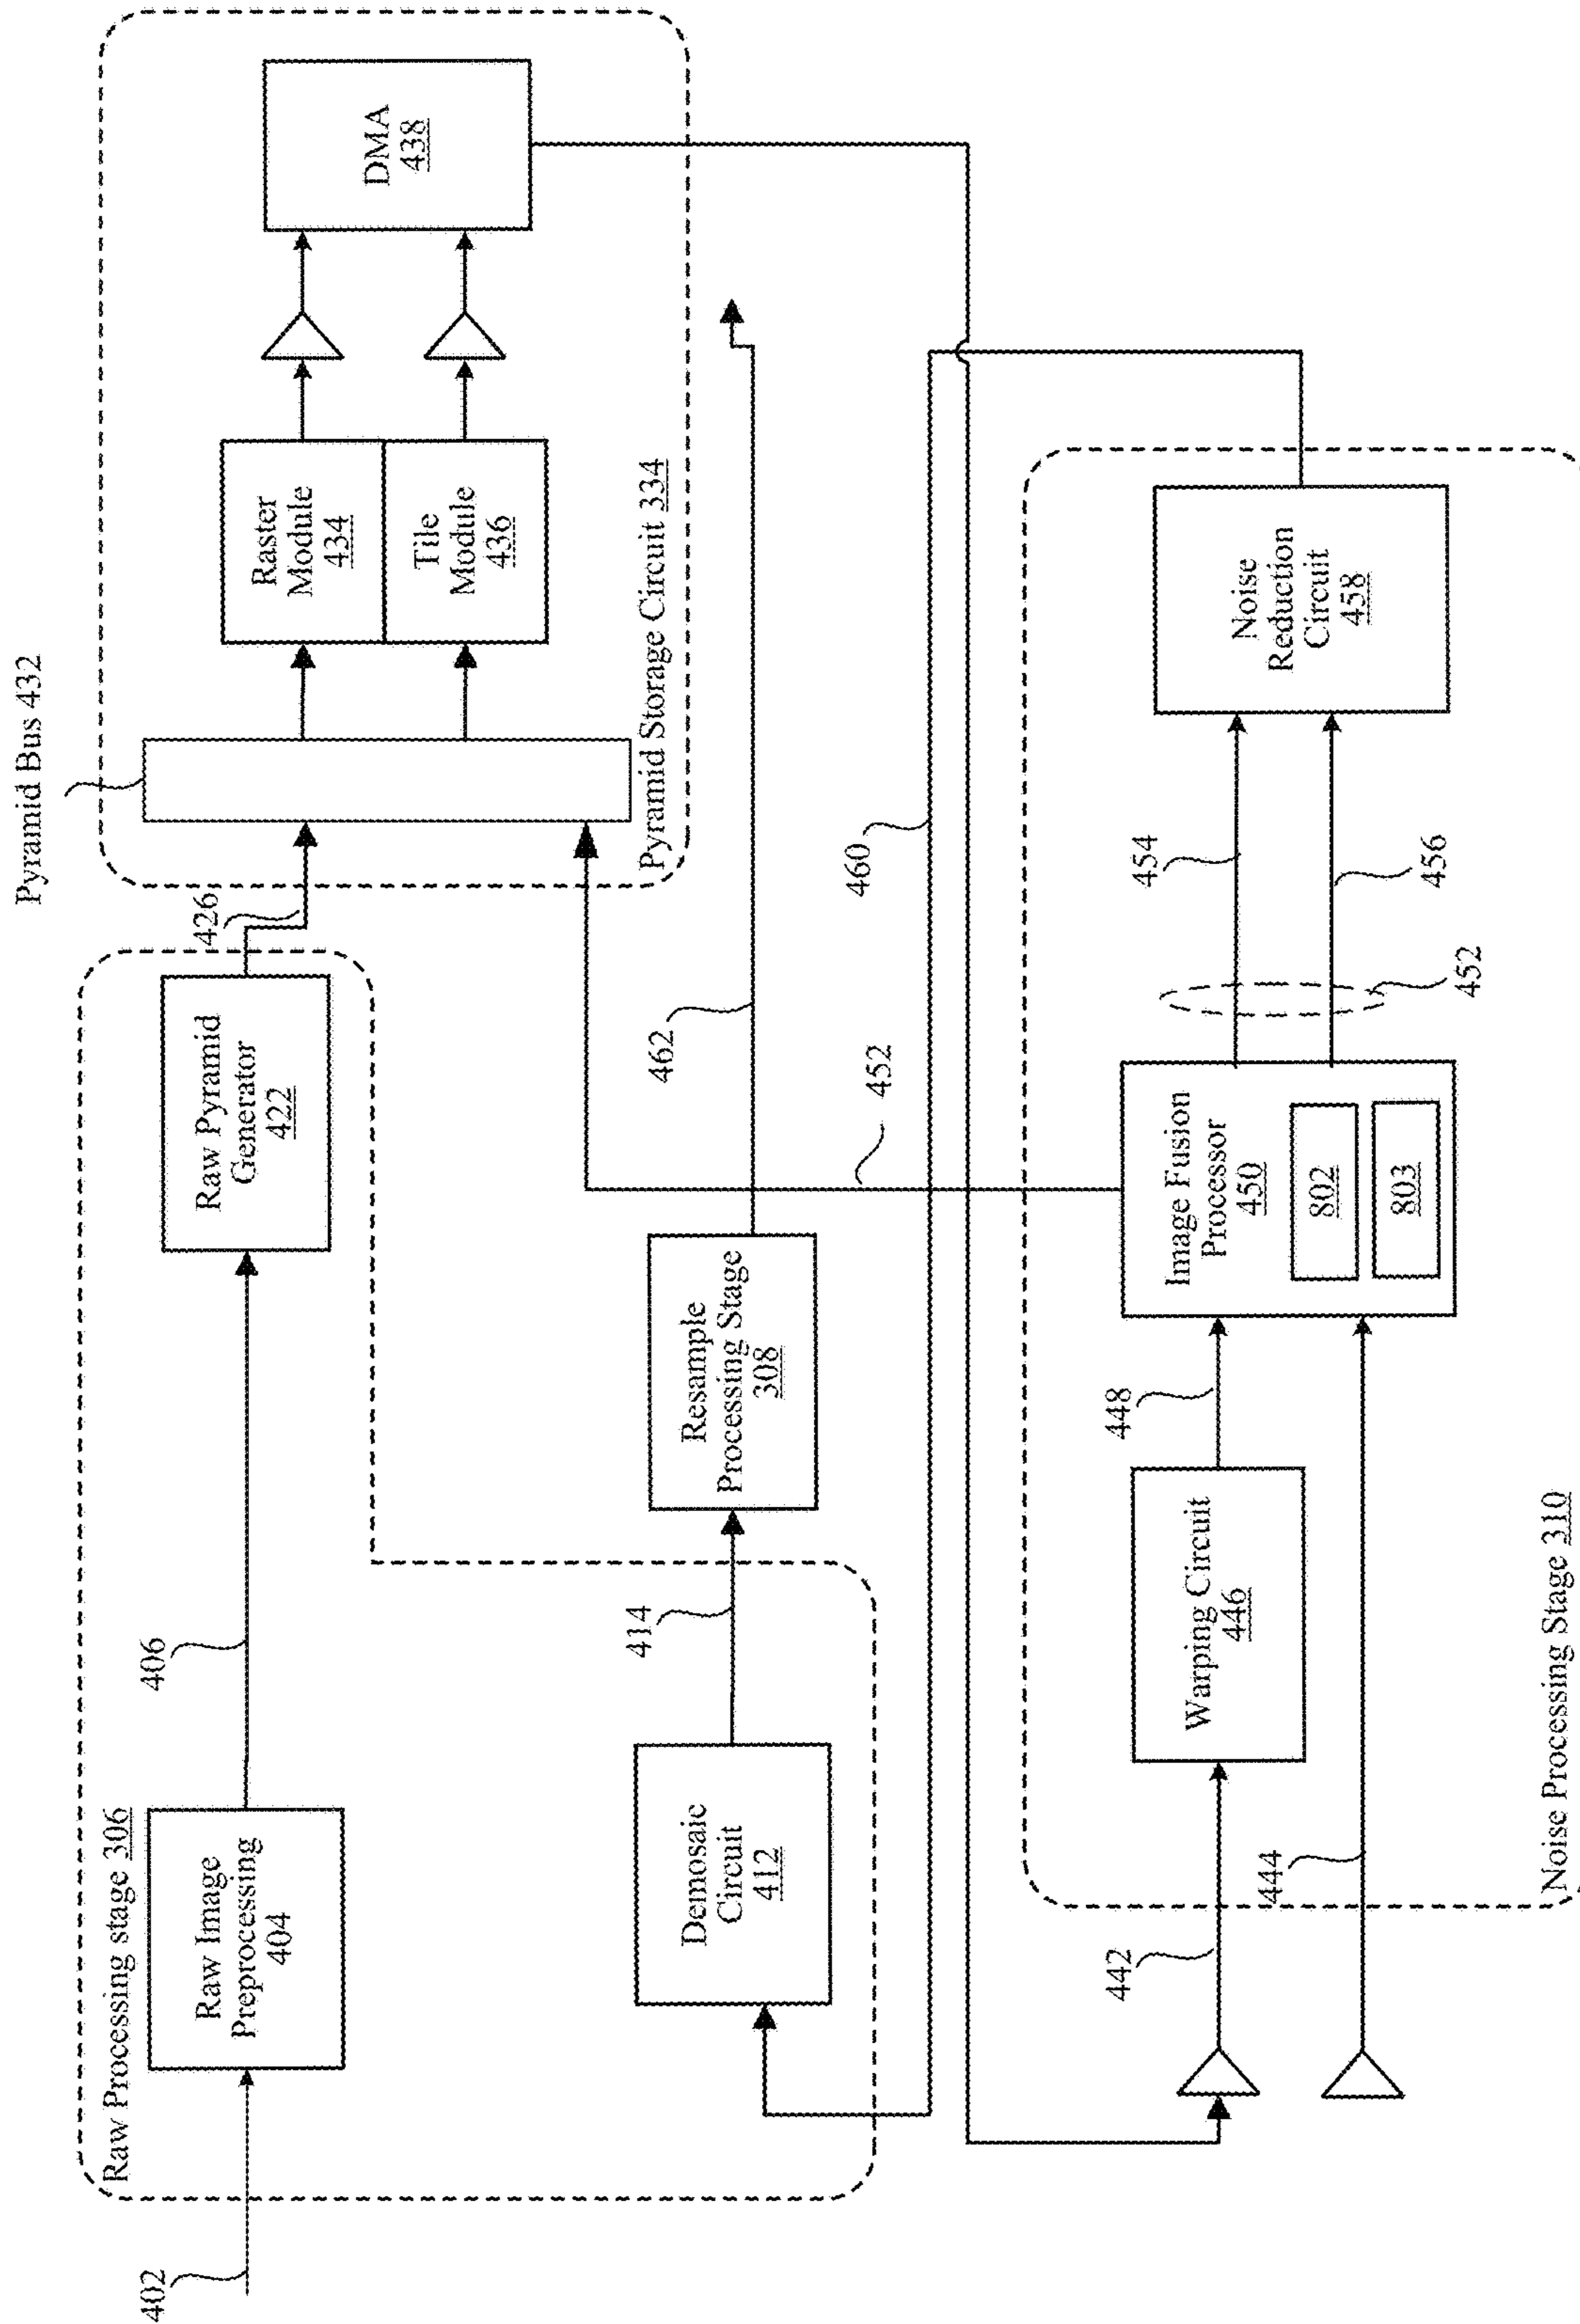 Pyramid Bus 432
402
Raw Processing stage 306
Raw Image
Preprocessing
404
406
Raw Pyramid
Generator
422
426
Raster
Module
434
Tile
Module
436
DMA
438
Pyramid Storage Circuit 334
Demosaic
Circuit
412
414
Resample
Processing Stage
308
462
452
460
442
444
Warping Circuit
446
448
Image Fusion
Processor
450
802
803
454
456
452
Noise
Reduction
Circuit
458
Noise Processing Stage 310